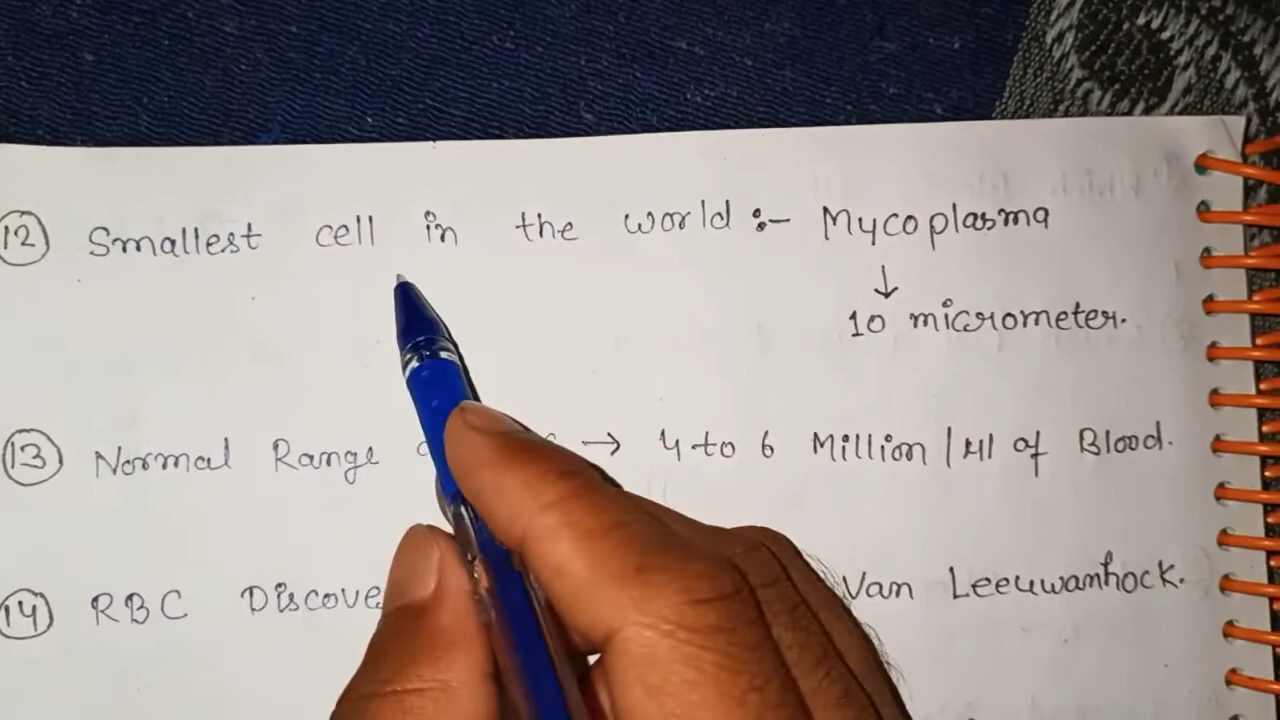 12 Smallest cell in the world :- Mycoplasma
↓
10 micrometer.
13 Normal Range → 4 to 6 Million /μl of Blood.
14 RBC Van Leeuwanhock.